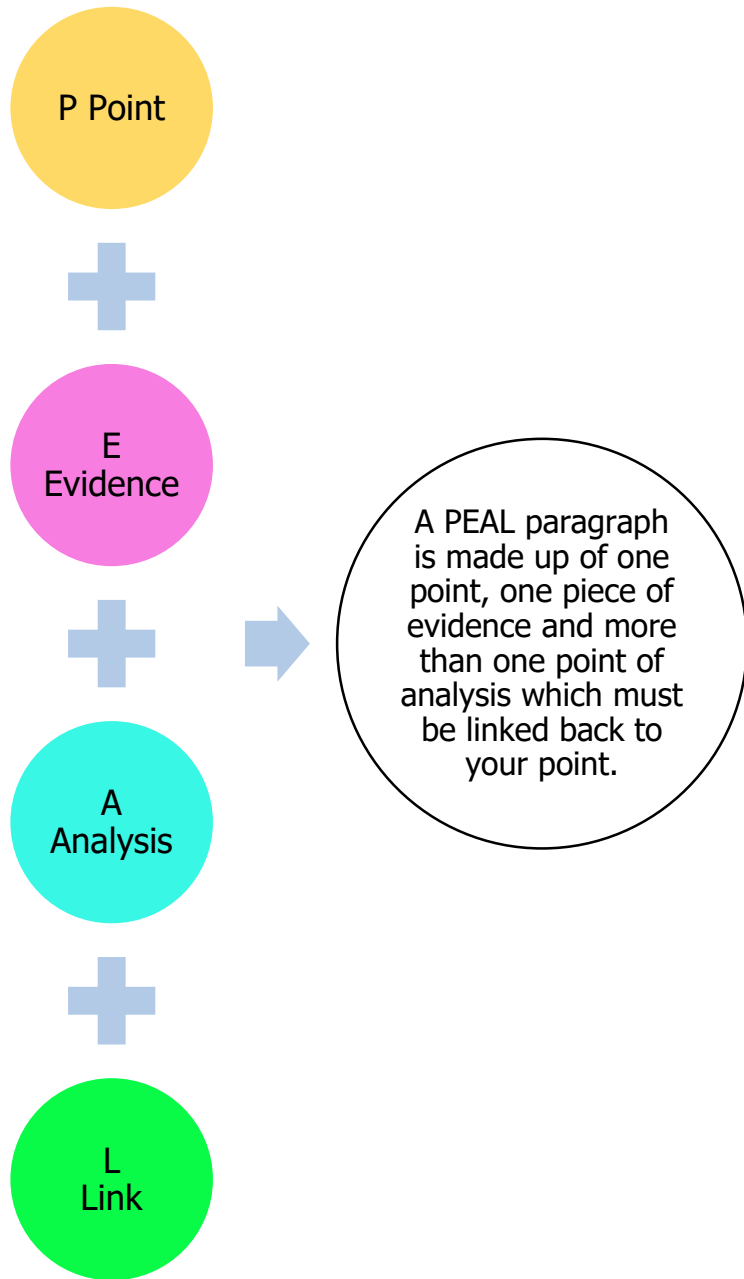 P Point
E
Evidence
A
Analysis
L
Link
A PEAL paragraph
is made up of one
point, one piece of
evidence and more
than one point of
analysis which must
be linked back to
your point.